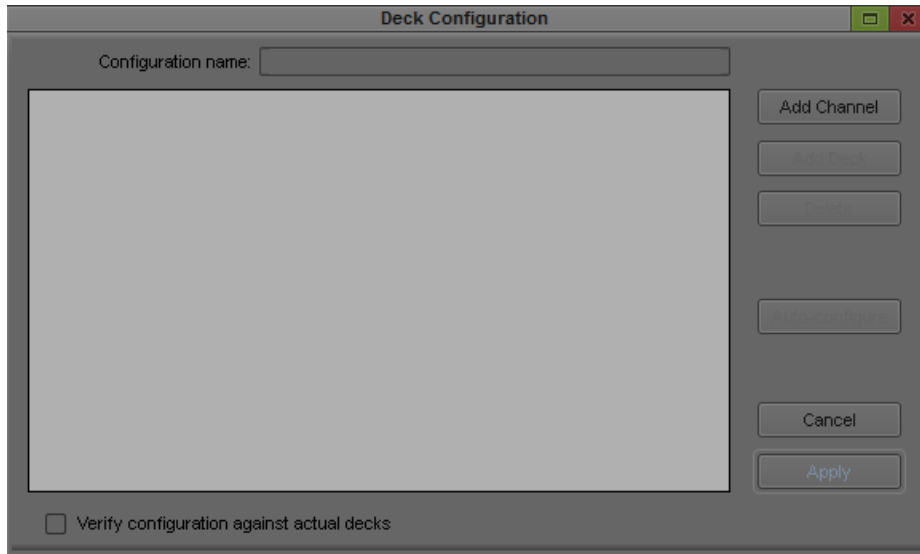 Deck Configuration
Configuration name:
Add Channel
Add Deck
Delete
Auto-configure
Cancel
Apply
Verify configuration against actual decks